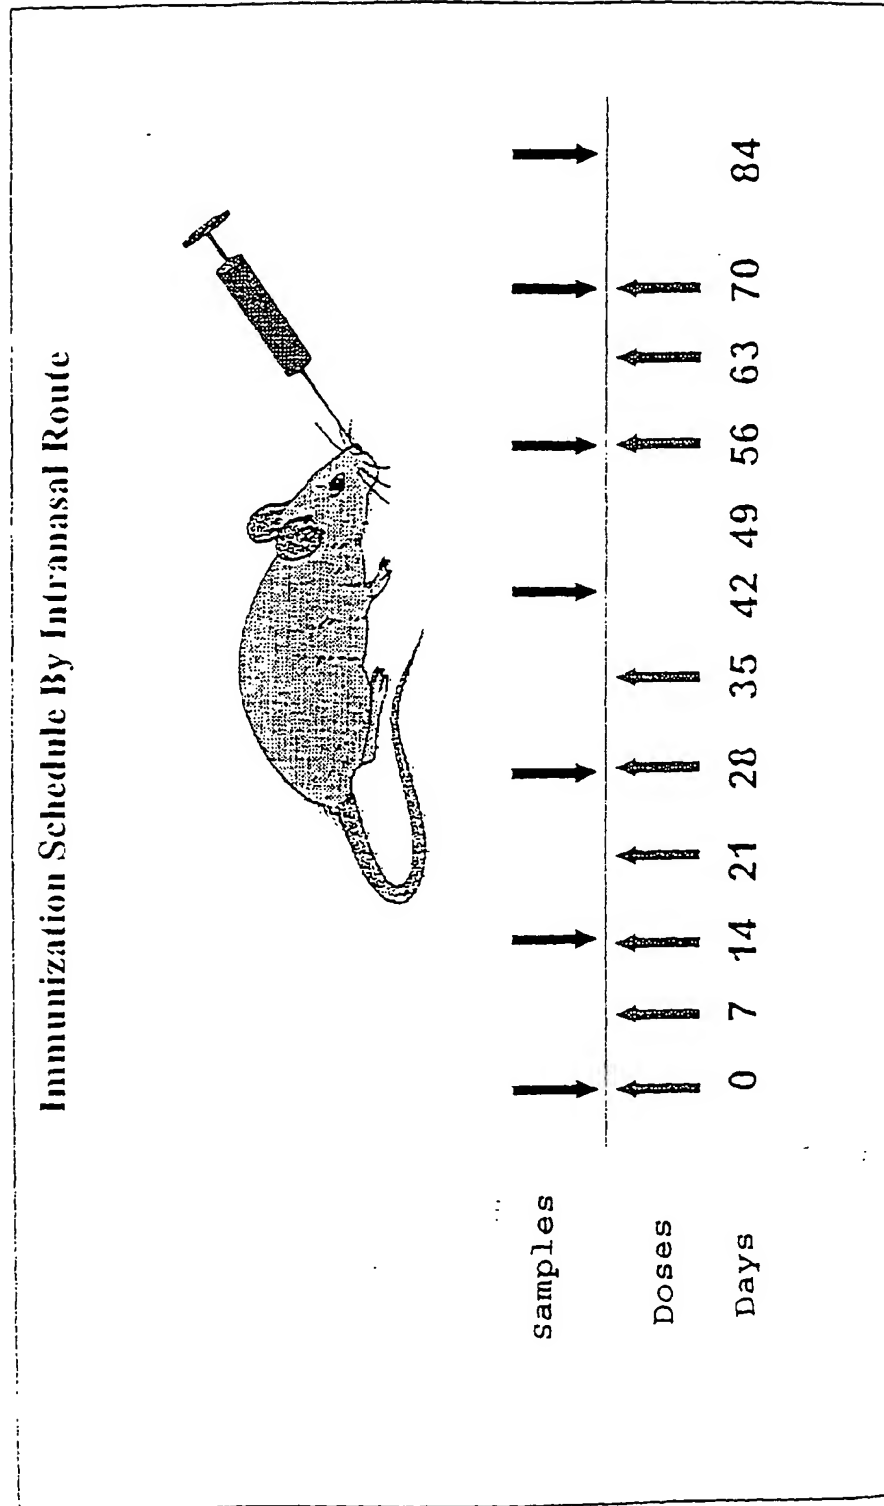 Immunization Schedule By Intranasal Route
Samples
Doses
Days 0 7 14 21 28 35 42 49 56 63 70 84